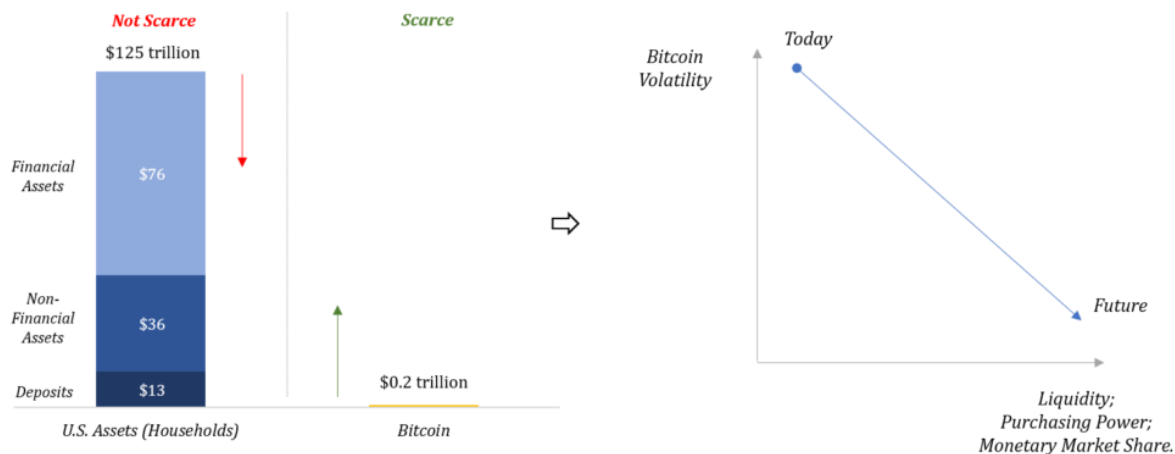 Not Scarce
Scarce
$125 trillion
Financial
Assets
$76
Non-
Financial
Assets
$36
Deposits
$13
$0.2 trillion
U.S. Assets (Households)
Bitcoin
Bitcoin
Volatility
Today
Future
Liquidity;
Purchasing Power;
Monetary Market Share.